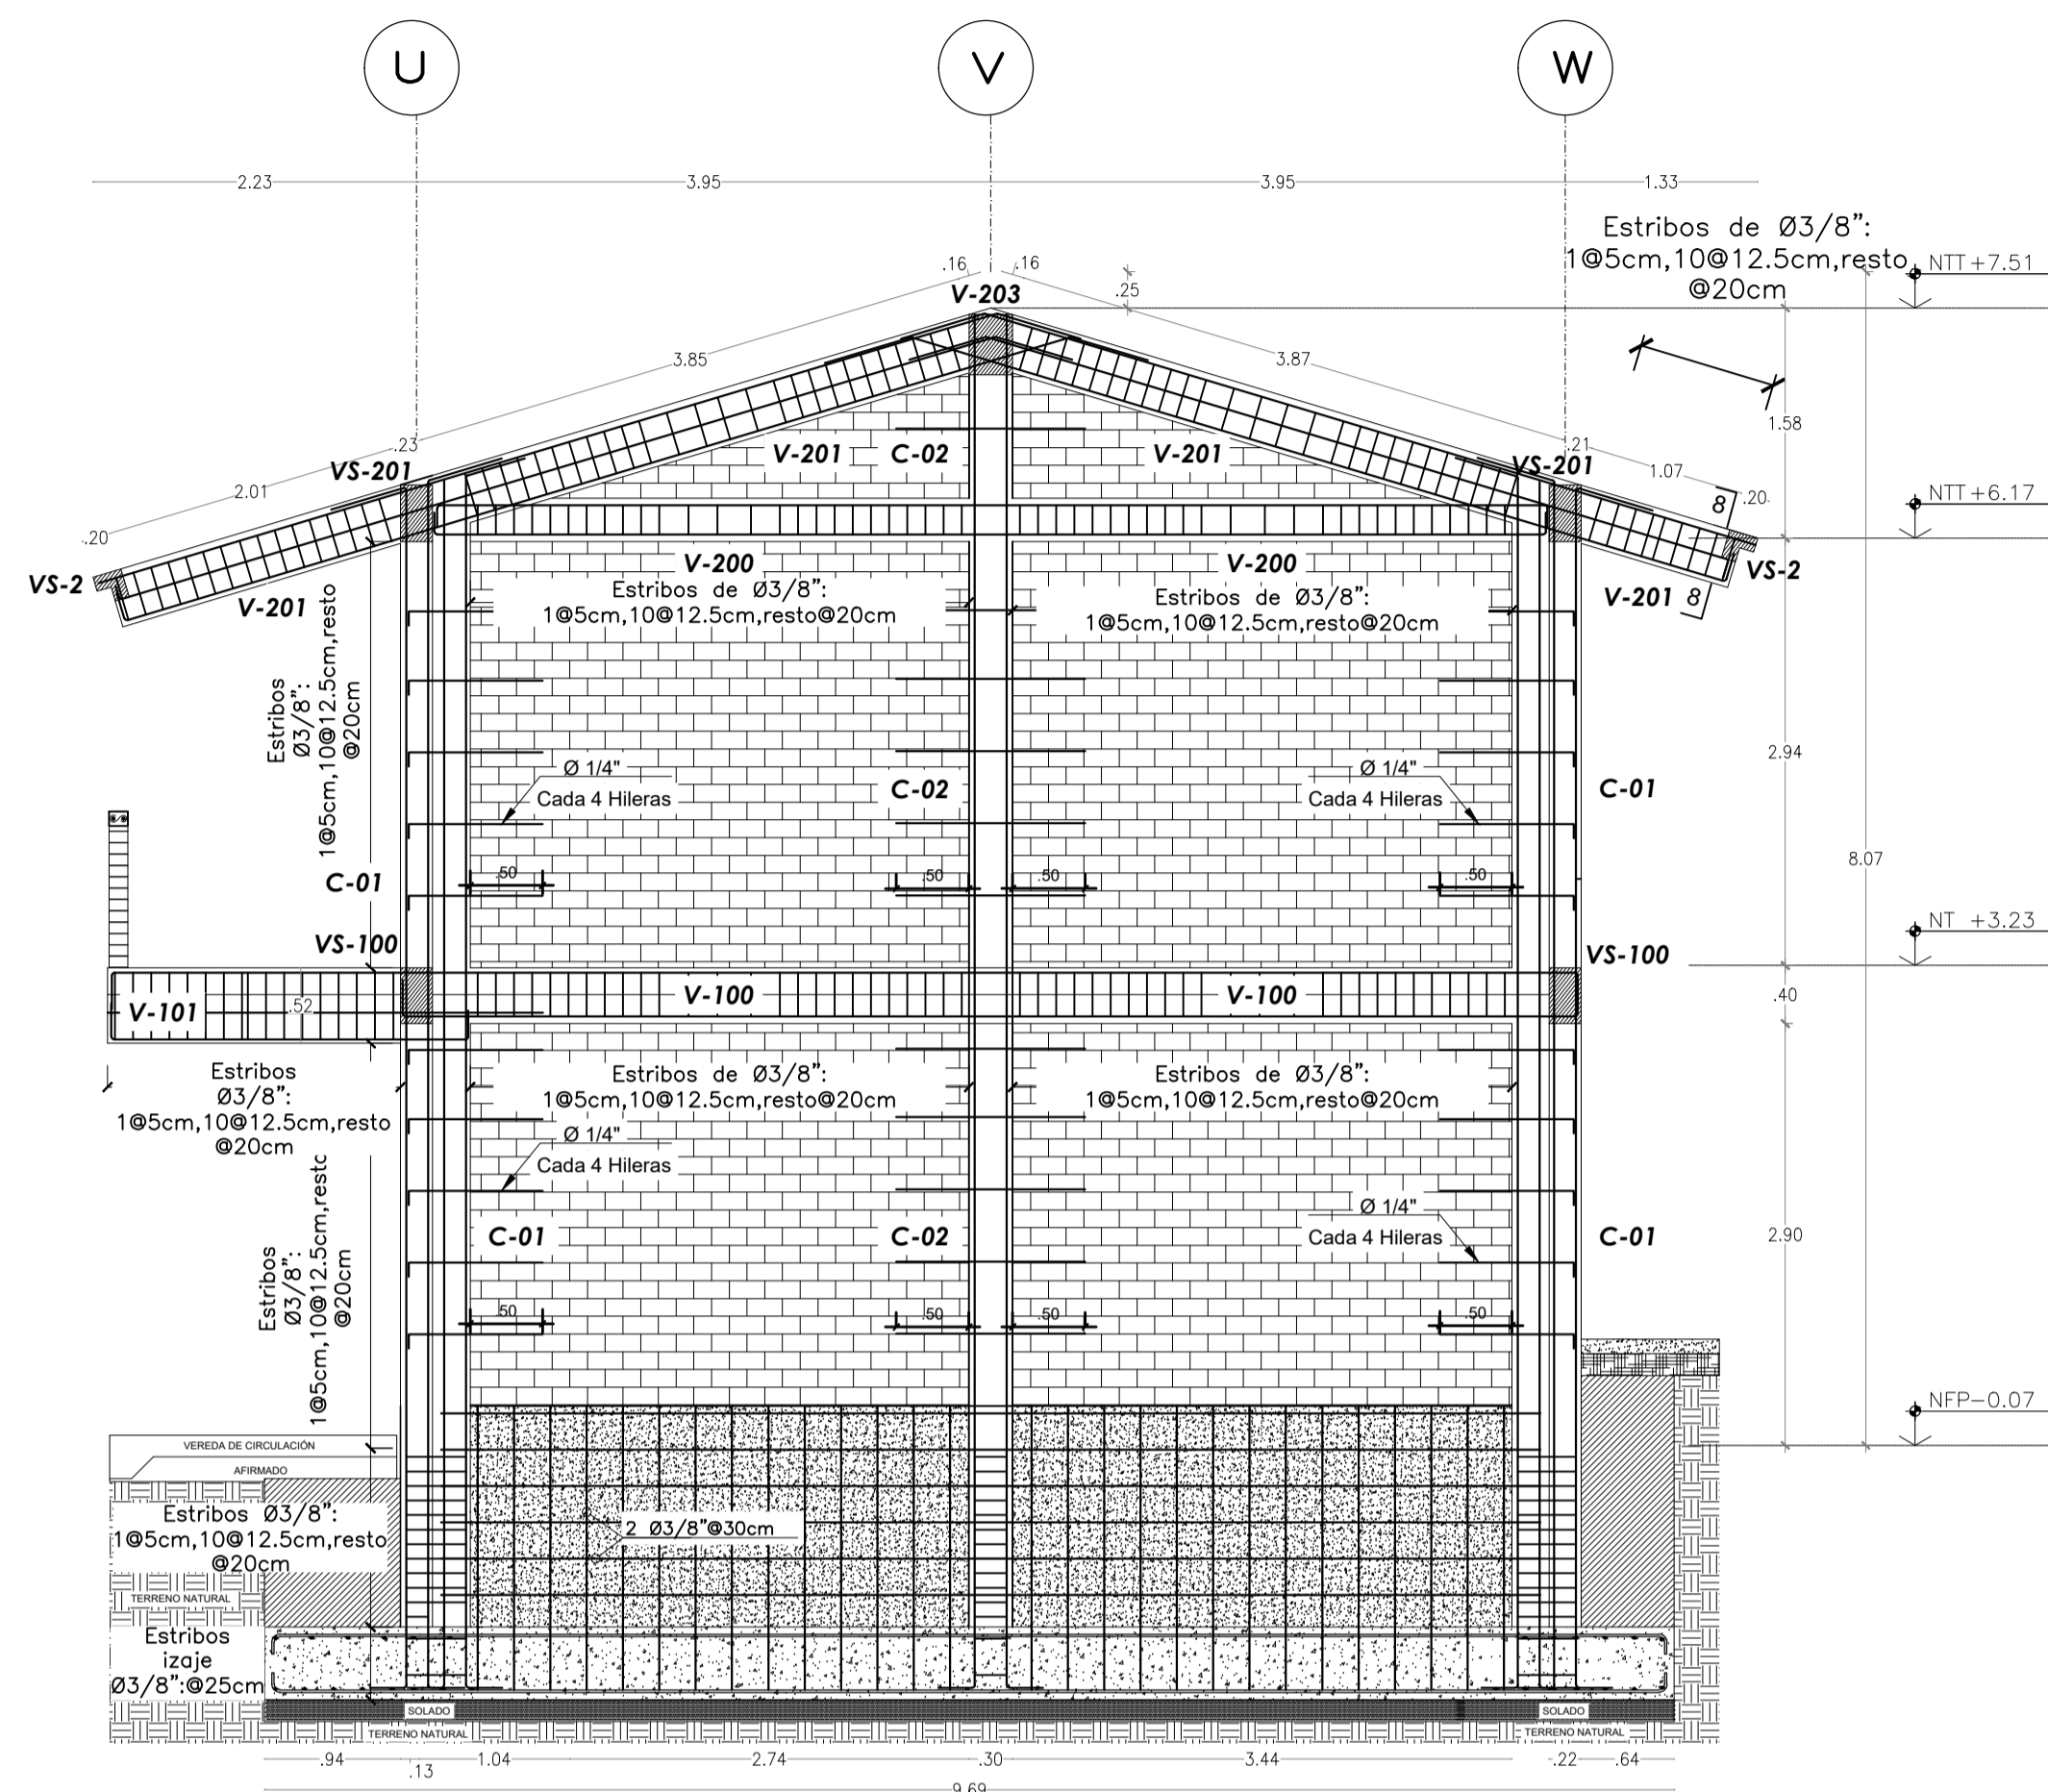 U
V
W
2.23
3.95
3.95
1.33
Estribos de Ø3/8":
1@5cm,10@12.5cm,resto
@20cm
NTT+7.51
.16
.16
.25
V-203
3.85
3.87
1.58
.23
.21
VS-201
V-201
C-02
V-201
VS-201
1.07
2.01
8
.20
NTT+6.17
.20
VS-2
V-201
V-200
V-200
VS-2
V-201
8
Estribos de Ø3/8":
1@5cm,10@12.5cm,resto@20cm
Estribos de Ø3/8":
1@5cm,10@12.5cm,resto@20cm
Estribos
Ø3/8":
1@5cm,10@12.5cm,resto
@20cm
2.94
Ø 1/4"
Cada 4 Hileras
C-02
Ø 1/4"
Cada 4 Hileras
C-01
8.07
C-01
.50
.50
.50
.50
VS-100
VS-100
NT +3.23
V-101
.52
V-100
V-100
.40
Estribos
Ø3/8":
1@5cm,10@12.5cm,resto
@20cm
Estribos de Ø3/8":
1@5cm,10@12.5cm,resto@20cm
Estribos de Ø3/8":
1@5cm,10@12.5cm,resto@20cm
Ø 1/4"
Cada 4 Hileras
Ø 1/4"
Cada 4 Hileras
Estribos
Ø3/8":
1@5cm,10@12.5cm,resto
@20cm
C-01
C-02
C-01
2.90
.50
.50
.50
.50
NFP-0.07
VEREDA DE CIRCULACIÓN
AFIRMADO
Estribos Ø3/8":
1@5cm,10@12.5cm,resto
@20cm
2 Ø3/8"@30cm
TERRENO NATURAL
Estribos
izaje
Ø3/8":@25cm
SOLADO
SOLADO
TERRENO NATURAL
TERRENO NATURAL
.94
.13
1.04
2.74
.30
3.44
.22
.64
9.69